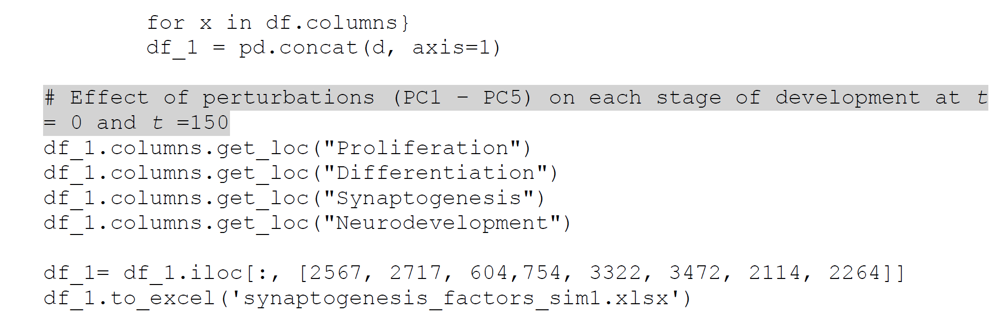 for x in df.columns}
df_1 = pd.concat(d, axis=1)
# Effect of perturbations (PC1 – PC5) on each stage of development at t
= 0 and t =150
df_1.columns.get_loc("Proliferation")
df_1.columns.get_loc("Differentiation")
df_1.columns.get_loc("Synaptogenesis")
df_1.columns.get_loc("Neurodevelopment")
df_1= df_1.iloc[:, [2567, 2717, 604,754, 3322, 3472, 2114, 2264]]
df_1.to_excel('synaptogenesis_factors_sim1.xlsx')